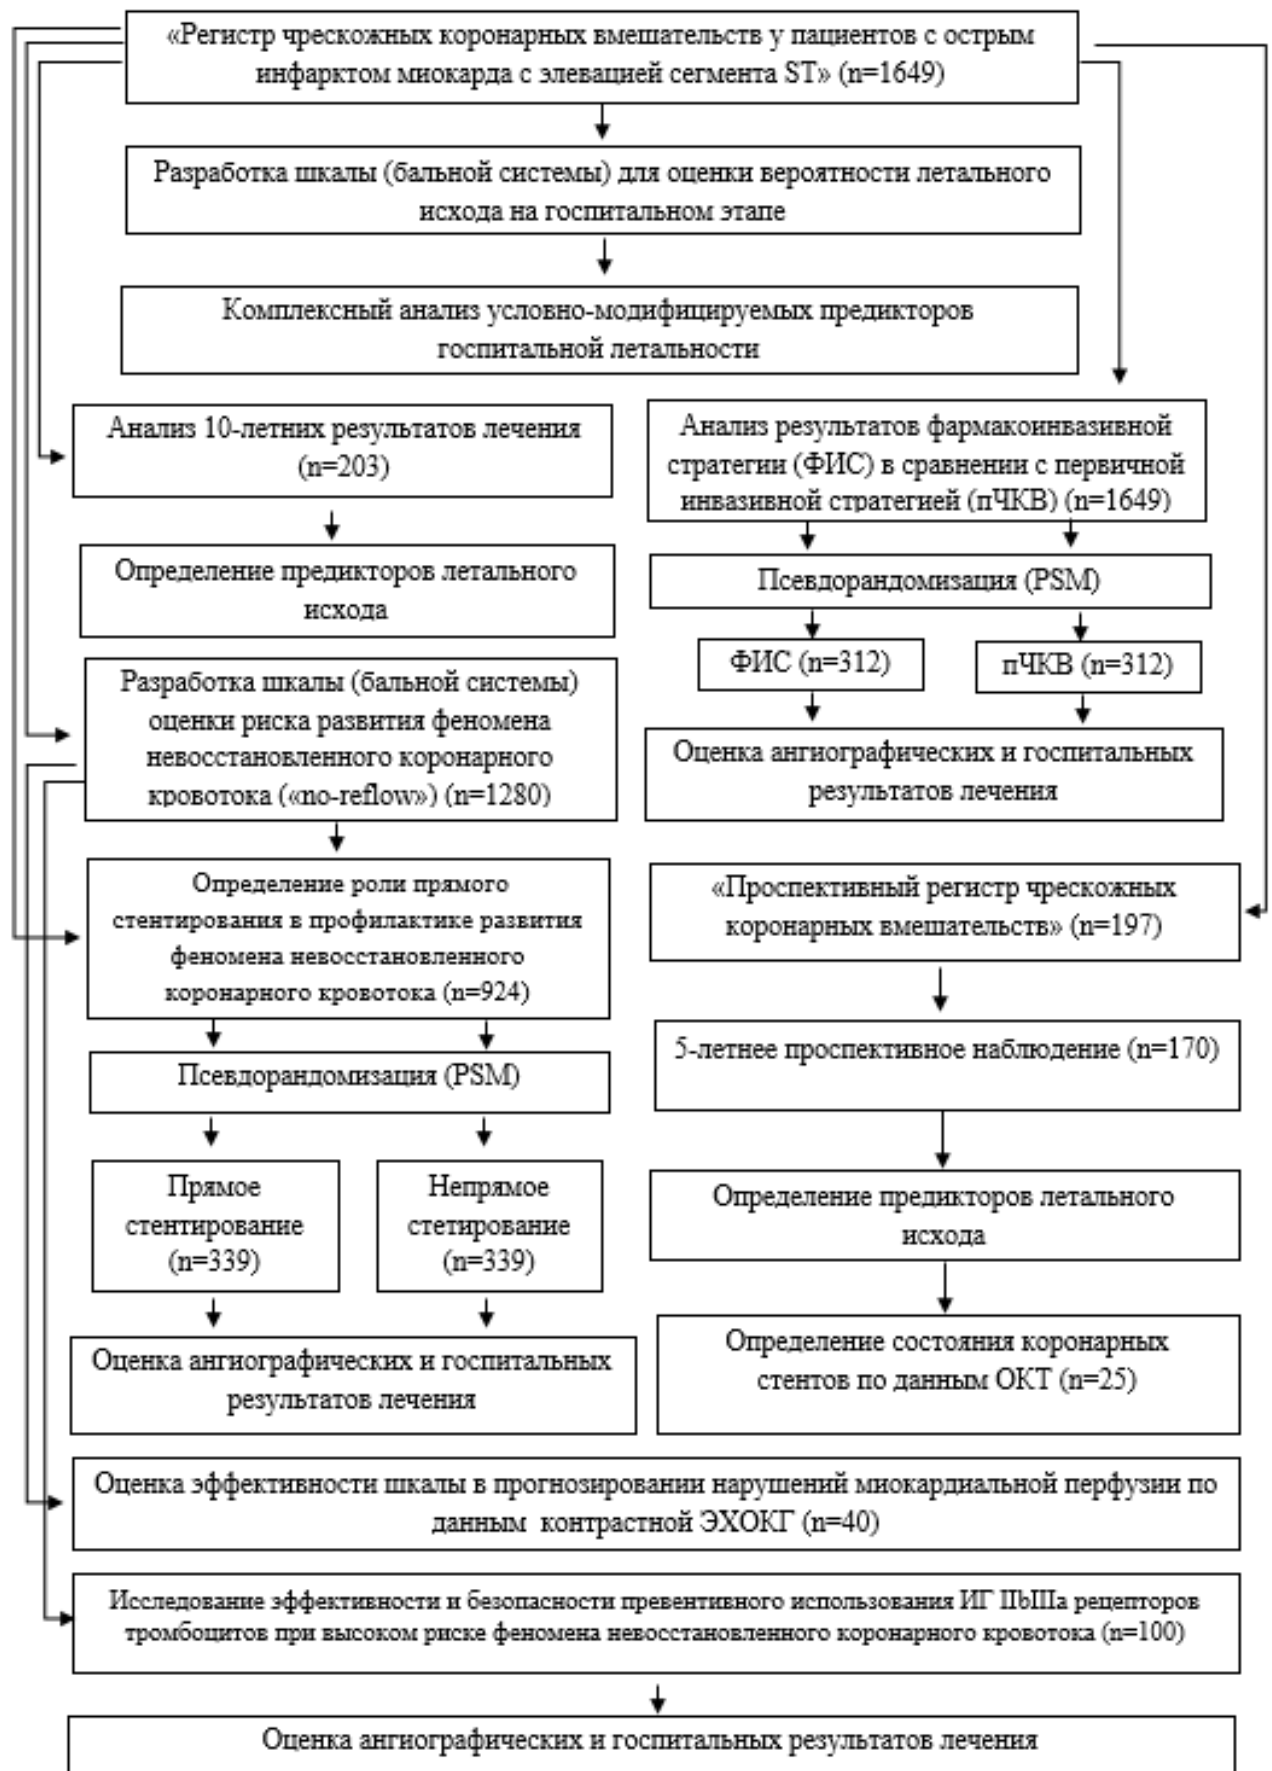 «Регистр чрескожных коронарных вмешательств у пациентов с острым
инфарктом миокарда с элевацией сегмента ST» (n=1649)
Разработка шкалы (бальной системы) для оценки вероятности летального
исхода на госпитальном этапе
Комплексный анализ условно-модифицируемых предикторов
госпитальной летальности
Анализ 10-летних результатов лечения
(n=203)
Определение предикторов летального
исхода
Разработка шкалы (бальной системы)
оценки риска развития феномена
невосстановленного коронарного
кровотока («no-reflow») (n=1280)
Определение роли прямого
стентирования в профилактике развития
феномена невосстановленного
коронарного кровотока (n=924)
Псевдорандомизация (PSM)
Прямое
стентирование
(n=339)
Непрямое
стетирование
(n=339)
Оценка ангиографических и госпитальных
результатов лечения
Анализ результатов фармакоинвазивной
стратегии (ФИС) в сравнении с первичной
инвазивной стратегией (пЧКВ) (n=1649)
Псевдорандомизация (PSM)
ФИС (n=312)
пЧКВ (n=312)
Оценка ангиографических и госпитальных
результатов лечения
«Проспективный регистр чрескожных
коронарных вмешательств» (n=197)
5-летнее проспективное наблюдение (n=170)
Определение предикторов летального
исхода
Определение состояния коронарных
стентов по данным ОКТ (n=25)
Оценка эффективности шкалы в прогнозировании нарушений миокардиальной перфузии по
данным контрастной ЭХОКГ (n=40)
Исследование эффективности и безопасности превентивного использования ИГ IIbIIIa рецепторов
тромбоцитов при высоком риске феномена невосстановленного коронарного кровотока (n=100)
Оценка ангиографических и госпитальных результатов лечения